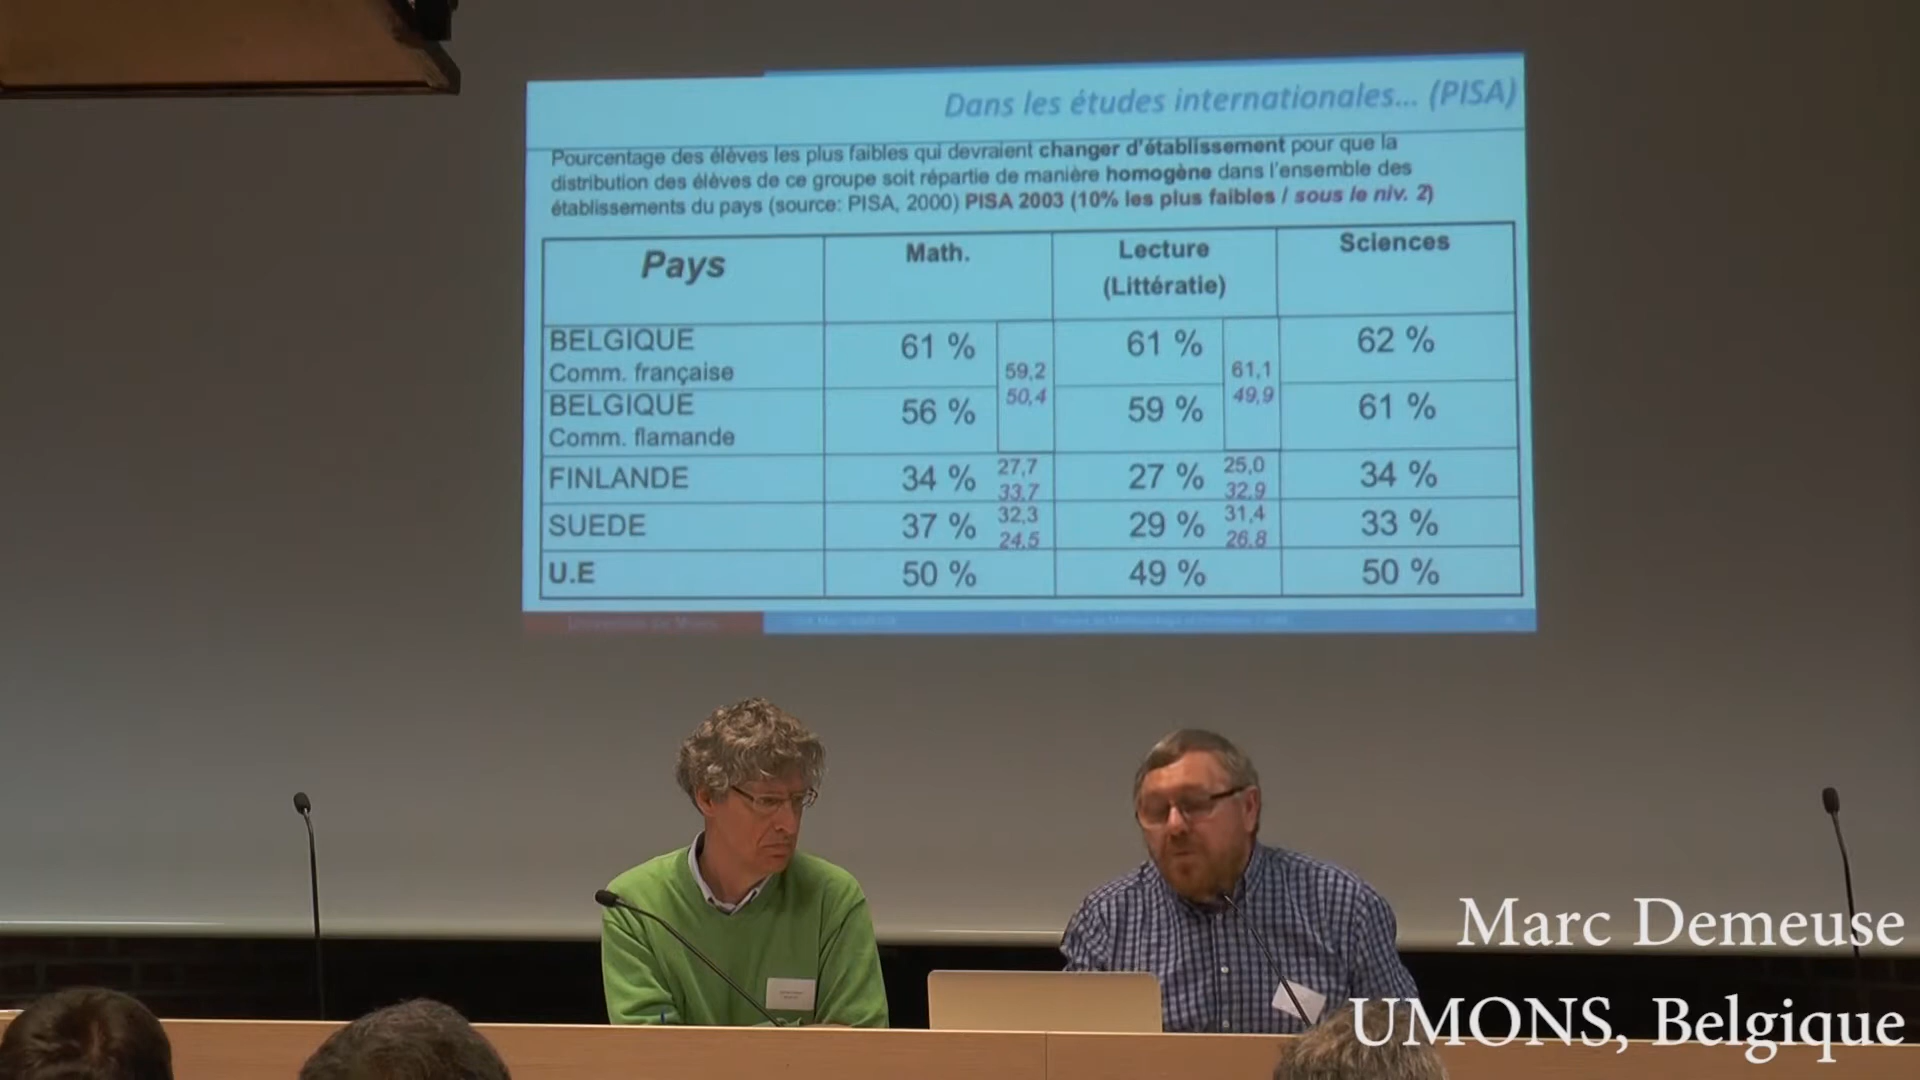 Dans les études internationales... (PISA)
Pourcentage des élèves les plus faibles qui devraient changer d'établissement pour que la
distribution des élèves de ce groupe soit répartie de manière homogène dans l'ensemble des
établissements du pays (source: PISA, 2000) PISA 2003 (10% les plus faibles / sous le niv. 2)
Pays
Math.
Lecture
(Littératie)
Sciences
BELGIQUE
Comm. française
61 %
59,2
50,4
61 %
61,1
49,9
62 %
BELGIQUE
Comm. flamande
56 %
59 %
61 %
FINLANDE
34 %
27,7
33,7
27 %
25,0
32,9
34 %
SUEDE
37 %
32,3
24,5
29 %
31,4
26,8
33 %
U.E
50 %
49 %
50 %
Université de Mons
Marc Demeuse
UMONS, Belgique